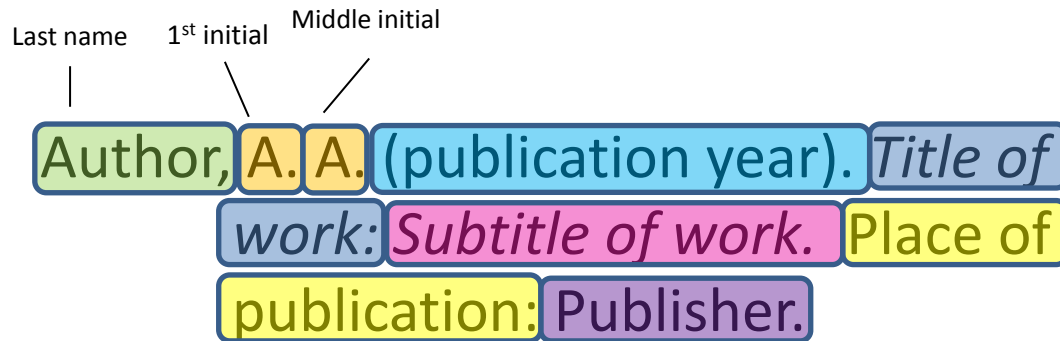 Middle initial
Last name 1st initial
Author, A. A. (publication year). Title of
work: Subtitle of work. Place of
publication: Publisher.